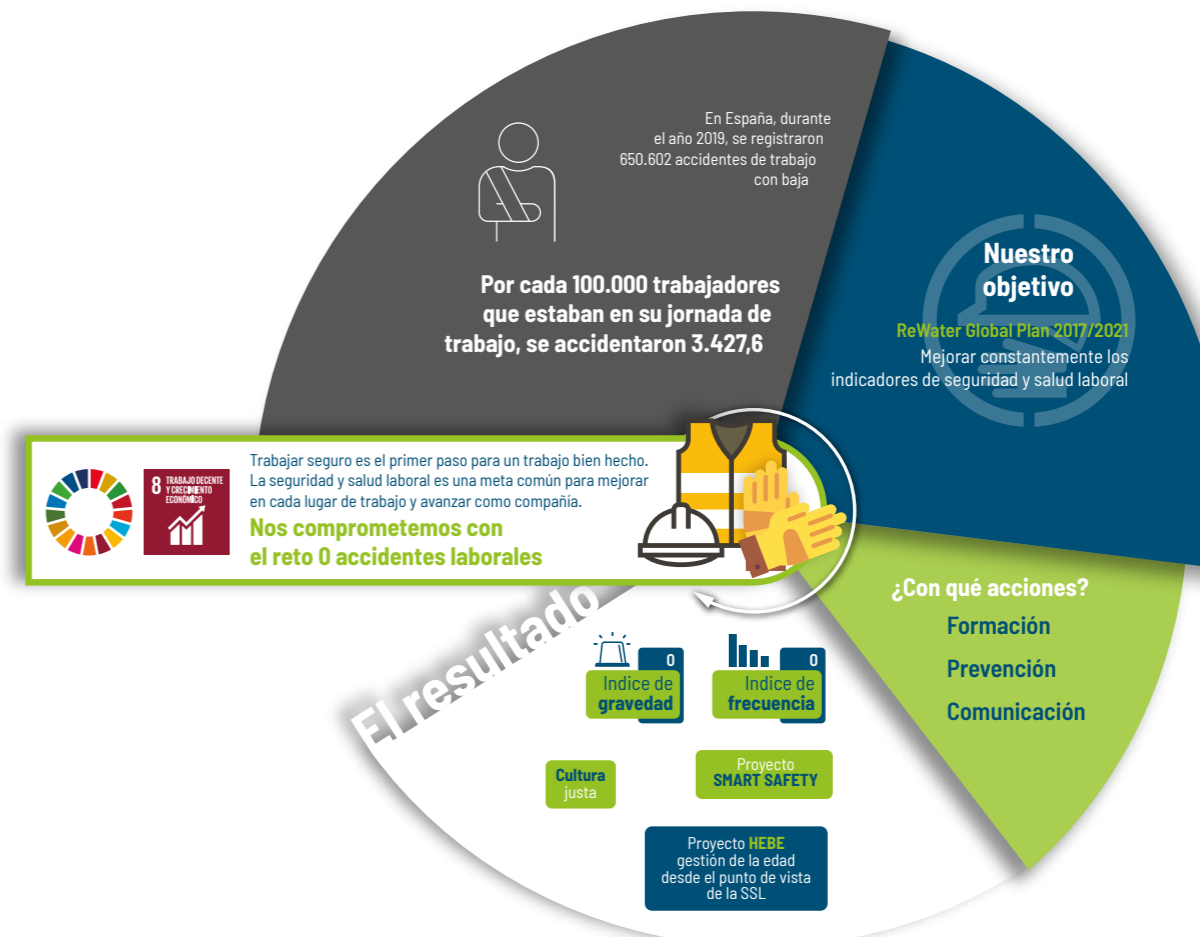 En España, durante
el año 2019, se registraron
650.602 accidentes de trabajo
con baja
Por cada 100.000 trabajadores
que estaban en su jornada de
trabajo, se accidentaron 3.427,6
Nuestro
objetivo
ReWater Global Plan 2017/2021
Mejorar constantemente los
indicadores de seguridad y salud laboral
8 TRABAJO DECENTE
Y CRECIMIENTO
ECONÓMICO
Trabajar seguro es el primer paso para un trabajo bien hecho.
La seguridad y salud laboral es una meta común para mejorar
en cada lugar de trabajo y avanzar como compañía.
Nos comprometemos con
el reto 0 accidentes laborales
¿Con qué acciones?
Formación
Prevención
Comunicación
El resultado
0
Indice de
gravedad
0
Indice de
frecuencia
Cultura
justa
Proyecto
SMART SAFETY
Proyecto HEBE
gestión de la edad
desde el punto de vista
de la SSL